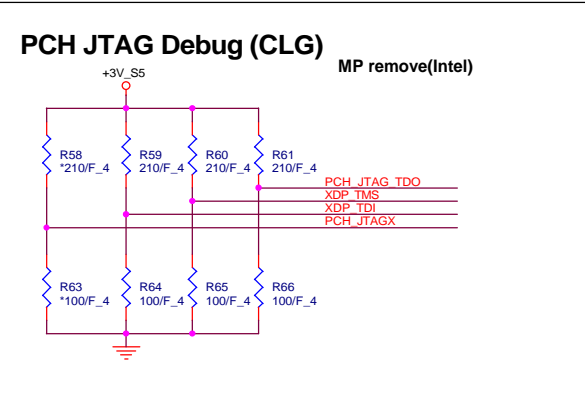 PCH JTAG Debug (CLG)
MP remove(Intel)
+3V_S5
R58
*210/F_4
R59
210/F_4
R60
210/F_4
R61
210/F_4
PCH_JTAG_TDO
XDP_TMS
XDP_TDI
PCH_JTAGX
R63
*100/F_4
R64
100/F_4
R65
100/F_4
R66
100/F_4